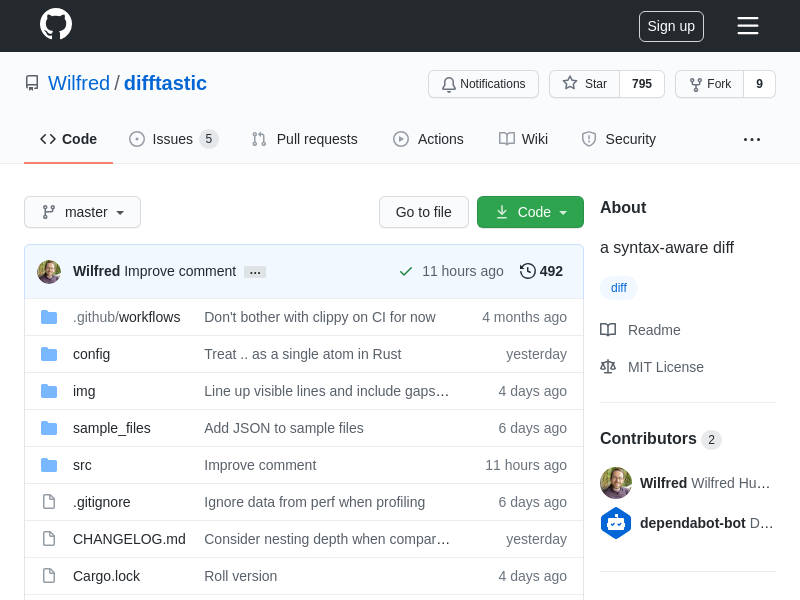 Sign up
Wilfred / difftastic
Notifications
Star 795
Fork 9
Code
Issues 5
Pull requests
Actions
Wiki
Security
...
master
Go to file
Code
Wilfred Improve comment ... 11 hours ago 492
.github/workflows Don't bother with clippy on CI for now 4 months ago
config Treat .. as a single atom in Rust yesterday
img Line up visible lines and include gaps… 4 days ago
sample_files Add JSON to sample files 6 days ago
src Improve comment 11 hours ago
.gitignore Ignore data from perf when profiling 6 days ago
CHANGELOG.md Consider nesting depth when compar… yesterday
Cargo.lock Roll version 4 days ago
About
a syntax-aware diff
diff
Readme
MIT License
Contributors 2
Wilfred Wilfred Hu…
dependabot-bot D…